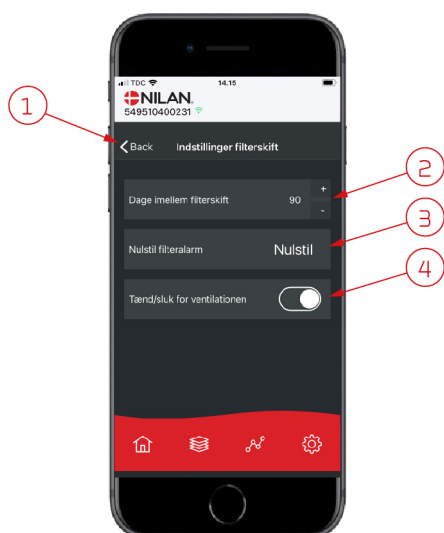 TDC 14.15
NILAN
549510400231
1
Back Indstillinger filterskift
Dage imellem filterskift 90 + -
2
Nulstil filteralarm Nulstil
3
Tænd/sluk for ventilationen
4